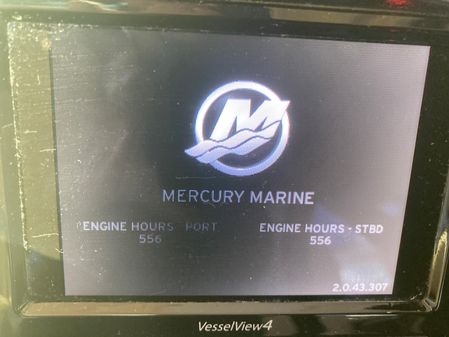 MERCURY MARINE
ENGINE HOURS PORT ENGINE HOURS - STBD
556 556
2.0.43.307
VesselView4